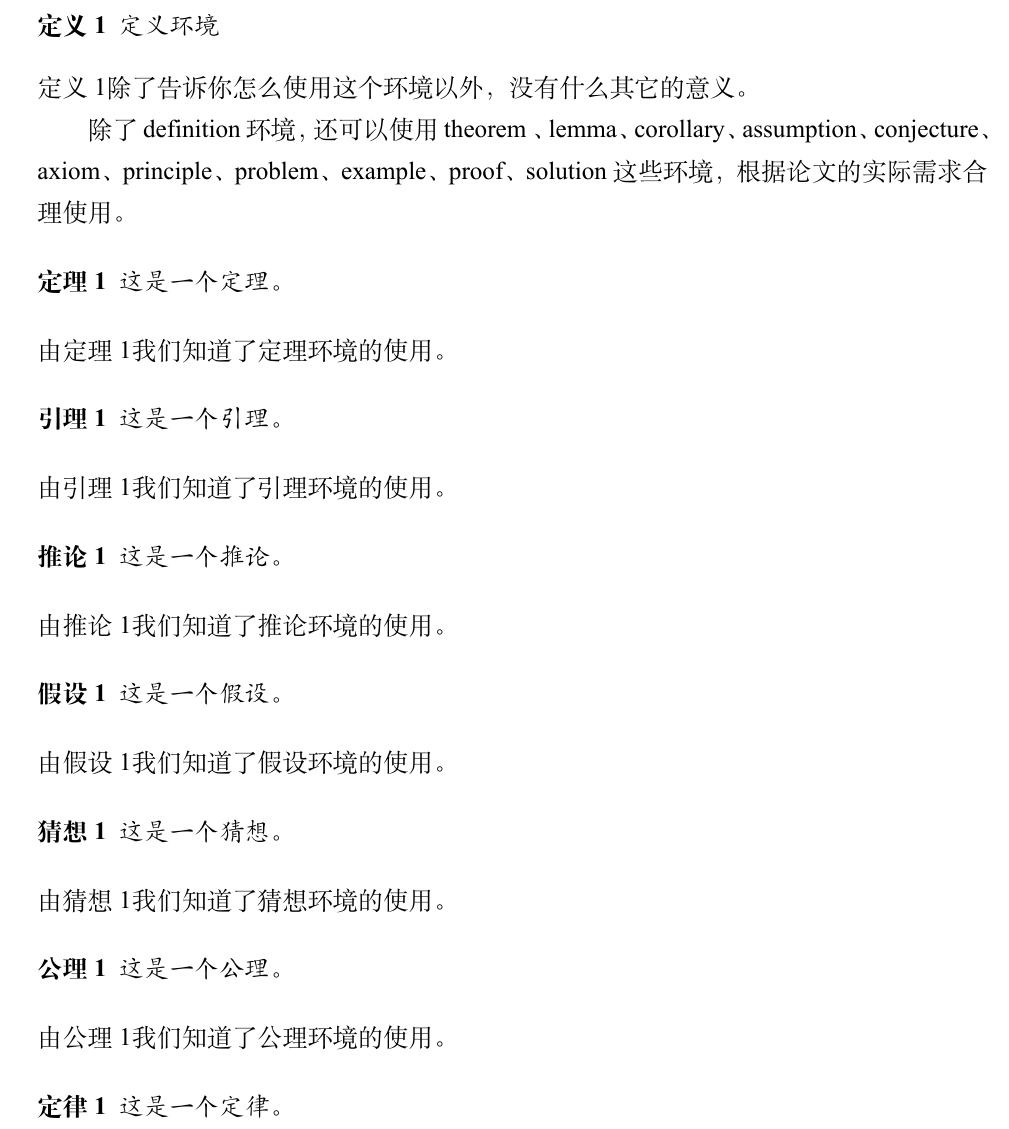 定义 1 定义环境
定义 1除了告诉你怎么使用这个环境以外，没有什么其它的意义。
除了 definition 环境，还可以使用 theorem 、lemma、corollary、assumption、conjecture、
axiom、principle、problem、example、proof、solution 这些环境，根据论文的实际需求合
理使用。
定理 1 这是一个定理。
由定理 1我们知道了定理环境的使用。
引理 1 这是一个引理。
由引理 1我们知道了引理环境的使用。
推论 1 这是一个推论。
由推论 1我们知道了推论环境的使用。
假设 1 这是一个假设。
由假设 1我们知道了假设环境的使用。
猜想 1 这是一个猜想。
由猜想 1我们知道了猜想环境的使用。
公理 1 这是一个公理。
由公理 1我们知道了公理环境的使用。
定律 1 这是一个定律。